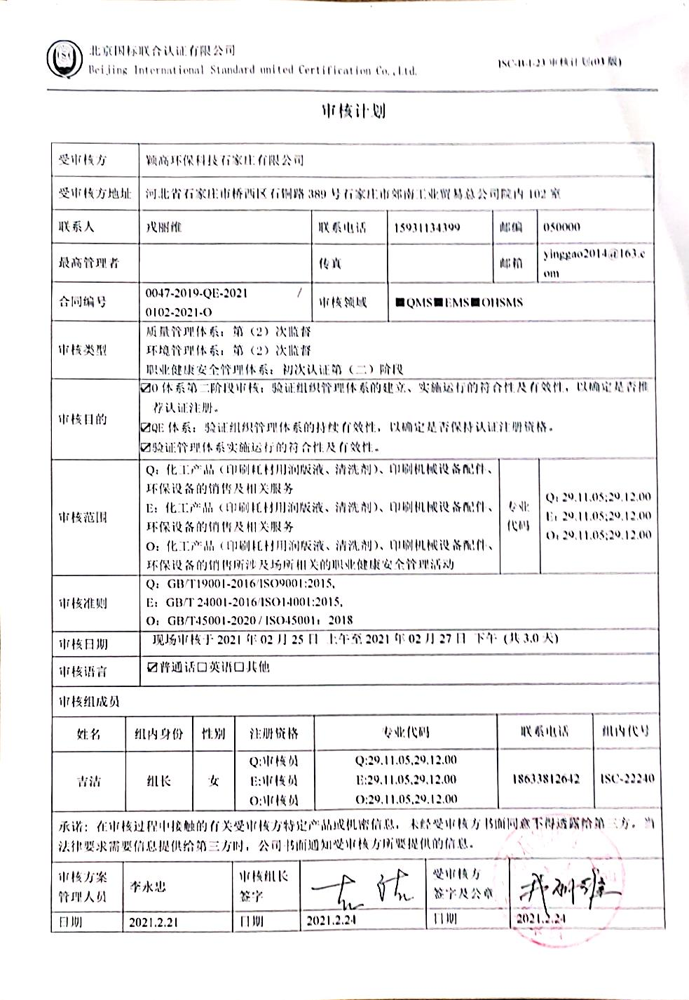 北京国标联合认证有限公司
Beijing International Standard united Certification Co.,Ltd.
ISC-B-I-23 审核计划(03 版)
审核计划
受审核方 颖高环保科技石家庄有限公司
受审核方地址 河北省石家庄市桥西区石铜路 389 号石家庄市郊南工业贸易总公司院内 102 室
联系人 戎丽维 联系电话 15931134399 邮编 050000
最高管理者 传真 邮箱 yinggao2014@163.c
om
合同编号 0047-2019-QE-2021 /
0102-2021-O
审核领域 ■QMS■EMS■OHSMS
审核类型 质量管理体系：第（2）次监督
环境管理体系：第（2）次监督
职业健康安全管理体系：初次认证第（二）阶段
审核目的 ☑O 体系第二阶段审核：验证组织管理体系的建立、实施运行的符合性及有效性，以确定是否推
荐认证注册。
☑QE 体系：验证组织管理体系的持续有效性，以确定是否保持认证注册资格。
☑验证管理体系实施运行的符合性及有效性。
审核范围 Q：化工产品（印刷耗材用润版液、清洗剂）、印刷机械设备配件、
环保设备的销售及相关服务
E：化工产品（印刷耗材用润版液、清洗剂）、印刷机械设备配件、
环保设备的销售及相关服务
O：化工产品（印刷耗材用润版液、清洗剂）、印刷机械设备配件、
环保设备的销售所涉及场所相关的职业健康安全管理活动
专业
代码
Q：29.11.05;29.12.00
E：29.11.05;29.12.00
O：29.11.05;29.12.00
审核准则 Q：GB/T19001-2016/ISO9001:2015,
E：GB/T 24001-2016/ISO14001:2015,
O：GB/T45001-2020 / ISO45001：2018
审核日期 现场审核于 2021 年 02 月 25 日 上午至 2021 年 02 月 27 日 下午 (共 3.0 天)
审核语言 ☑普通话□英语□其他
审核组成员
姓名 组内身份 性别 注册资格 专业代码 联系电话 组内代号
吉洁 组长 女 Q:审核员 Q:29.11.05,29.12.00 18633812642 ISC-22240
E:审核员 E:29.11.05,29.12.00
O:审核员 O:29.11.05,29.12.00
承诺：在审核过程中接触的有关受审核方特定产品或机密信息，未经受审核方书面同意不得透露给第三方。当
法律要求需要信息提供给第三方时，公司书面通知受审核方所要提供的信息。
审核方案
管理人员
李永忠
审核组长
签字
吉洁
受审核方
签字及公章
戎丽维
日期 2021.2.21 日期 2021.2.24 日期 2021.2.24